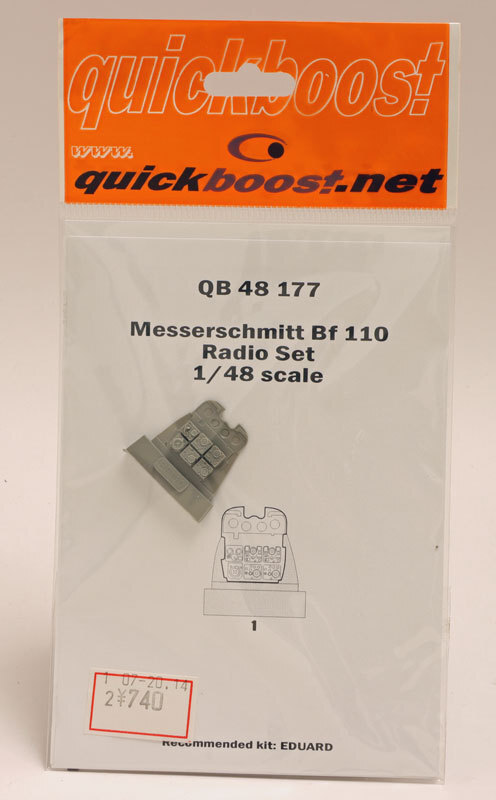 quickboost
www.
quickboost.net
QB 48 177
Messerschmitt Bf 110
Radio Set
1/48 scale
1
1 07-20.14
2¥740
Recommended kit: EDUARD